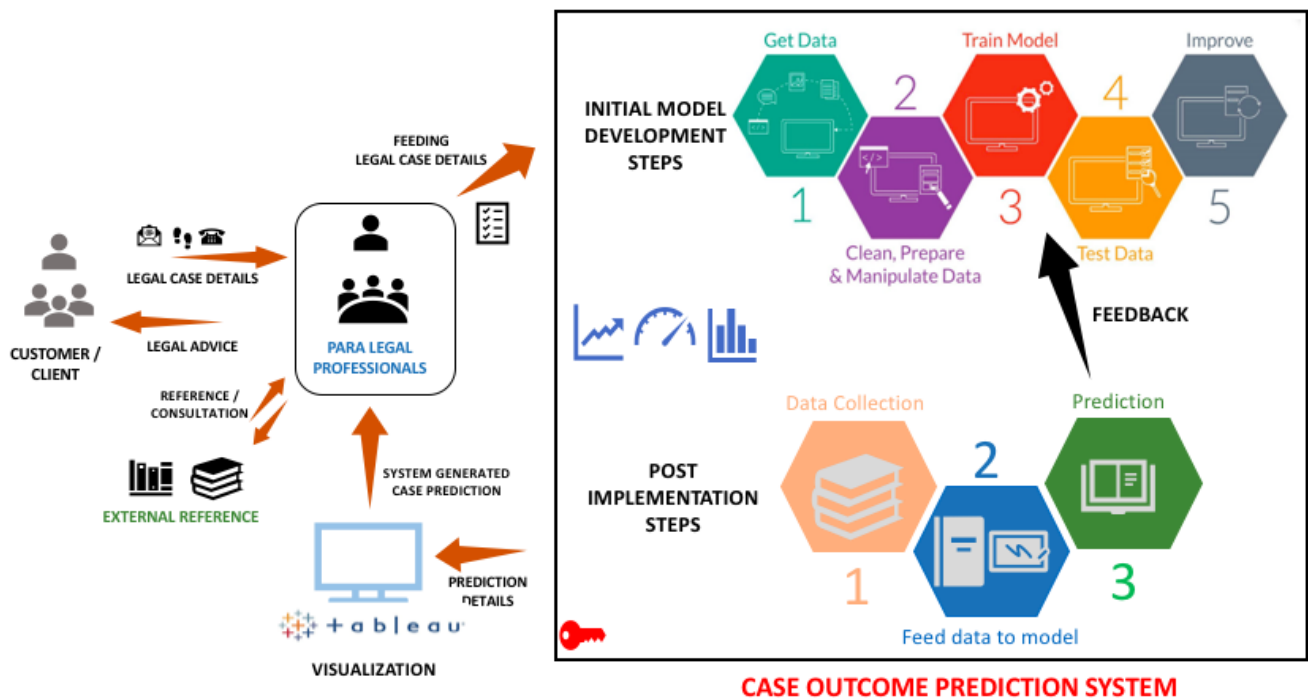 FEEDING
LEGAL CASE DETAILS
LEGAL CASE DETAILS
LEGAL ADVICE
CUSTOMER /
CLIENT
PARA LEGAL
PROFESSIONALS
REFERENCE /
CONSULTATION
EXTERNAL REFERENCE
SYSTEM GENERATED
CASE PREDICTION
PREDICTION
DETAILS
+ableau
VISUALIZATION
INITIAL MODEL
DEVELOPMENT
STEPS
Get Data
1
2
Clean, Prepare
& Manipulate Data
Train Model
3
4
Test Data
Improve
5
FEEDBACK
POST
IMPLEMENTATION
STEPS
Data Collection
1
2
Feed data to model
Prediction
3
CASE OUTCOME PREDICTION SYSTEM